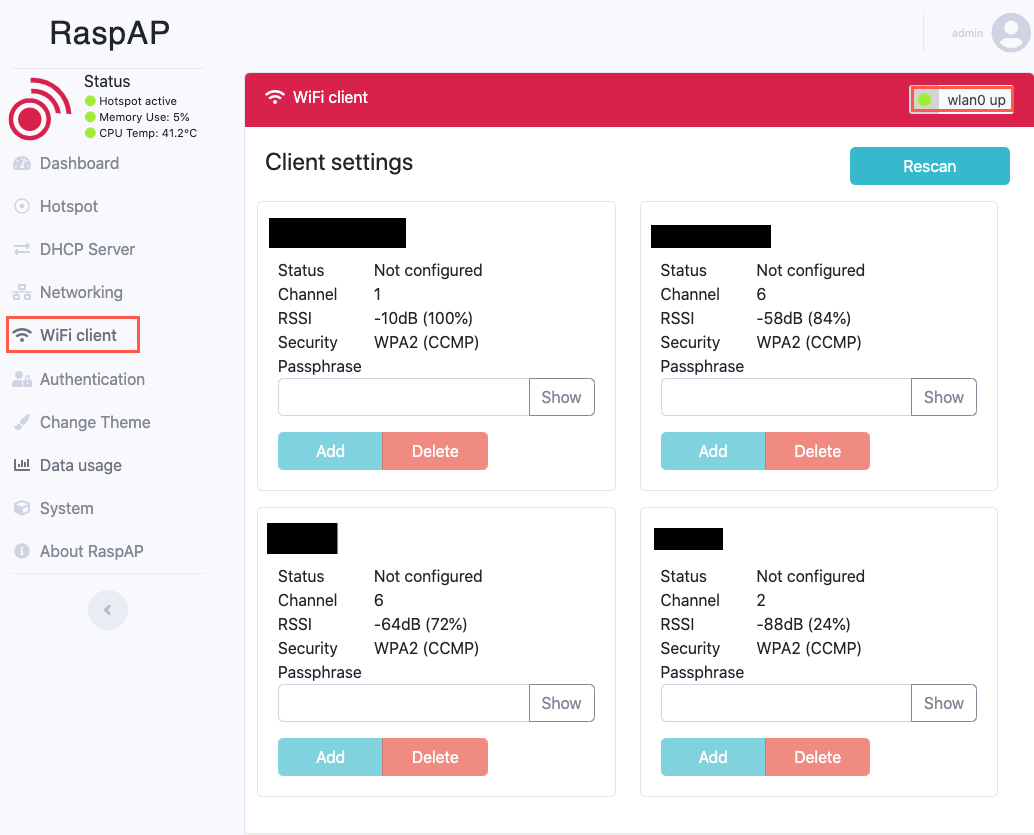 RaspAP
admin
Status
Hotspot active
Memory Use: 5%
CPU Temp: 41.2°C
Dashboard
Hotspot
DHCP Server
Networking
WiFi client
Authentication
Change Theme
Data usage
System
About RaspAP
WiFi client
wlan0 up
Client settings
Rescan
Status Not configured
Channel 1
RSSI -10dB (100%)
Security WPA2 (CCMP)
Passphrase
Show
Add Delete
Status Not configured
Channel 6
RSSI -58dB (84%)
Security WPA2 (CCMP)
Passphrase
Show
Add Delete
Status Not configured
Channel 6
RSSI -64dB (72%)
Security WPA2 (CCMP)
Passphrase
Show
Add Delete
Status Not configured
Channel 2
RSSI -88dB (24%)
Security WPA2 (CCMP)
Passphrase
Show
Add Delete